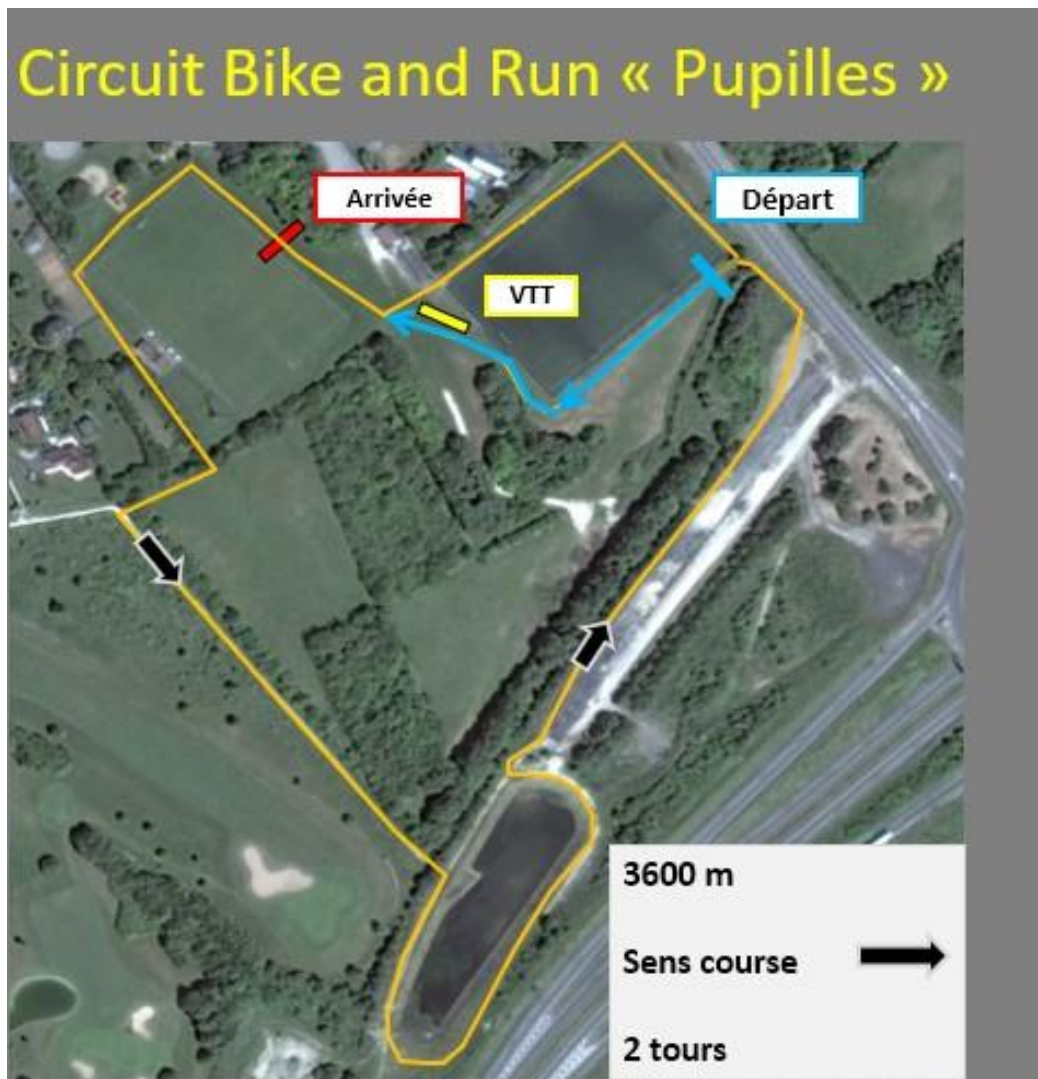 Circuit Bike and Run « Pupilles »
Arrivée
Départ
VTT
3600 m
Sens course
2 tours